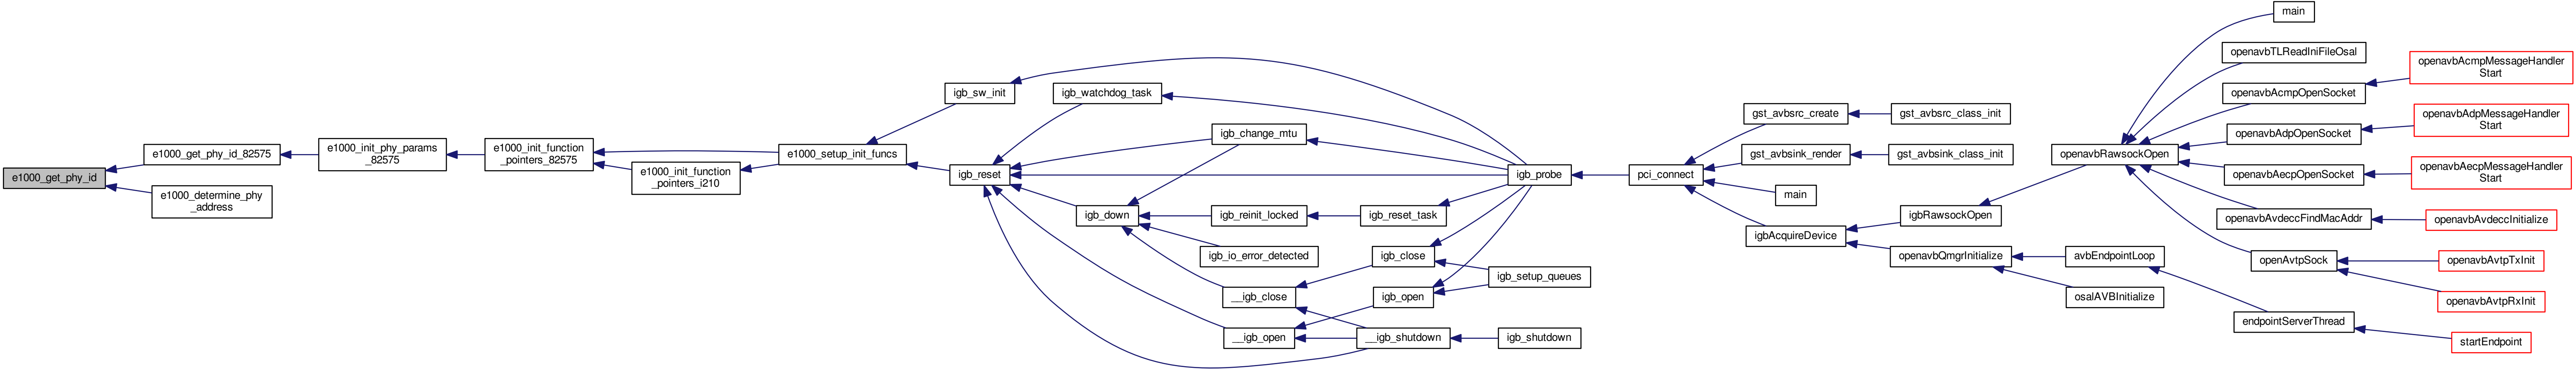 e1000_get_phy_id
e1000_get_phy_id_82575
e1000_determine_phy
_address
e1000_init_phy_params
_82575
e1000_init_function
_pointers_82575
e1000_init_function
_pointers_i210
e1000_setup_init_funcs
igb_sw_init
igb_reset
igb_watchdog_task
igb_change_mtu
igb_down
igb_reinit_locked
igb_reset_task
igb_io_error_detected
igb_close
__igb_close
igb_setup_queues
igb_open
__igb_open
__igb_shutdown
igb_shutdown
igb_probe
pci_connect
gst_avbsrc_create
gst_avbsrc_class_init
gst_avbsink_render
gst_avbsink_class_init
main
igbAcquireDevice
igbRawsockOpen
openavbQmgrInitialize
avbEndpointLoop
osalAVBInitialize
openavbRawsockOpen
main
openavbTLReadIniFileOsal
openavbAcmpOpenSocket
openavbAcmpMessageHandler
Start
openavbAdpOpenSocket
openavbAdpMessageHandler
Start
openavbAecpOpenSocket
openavbAecpMessageHandler
Start
openavbAvdeccFindMacAddr
openavbAvdeccInitialize
openAvtpSock
openavbAvtpTxInit
openavbAvtpRxInit
endpointServerThread
startEndpoint